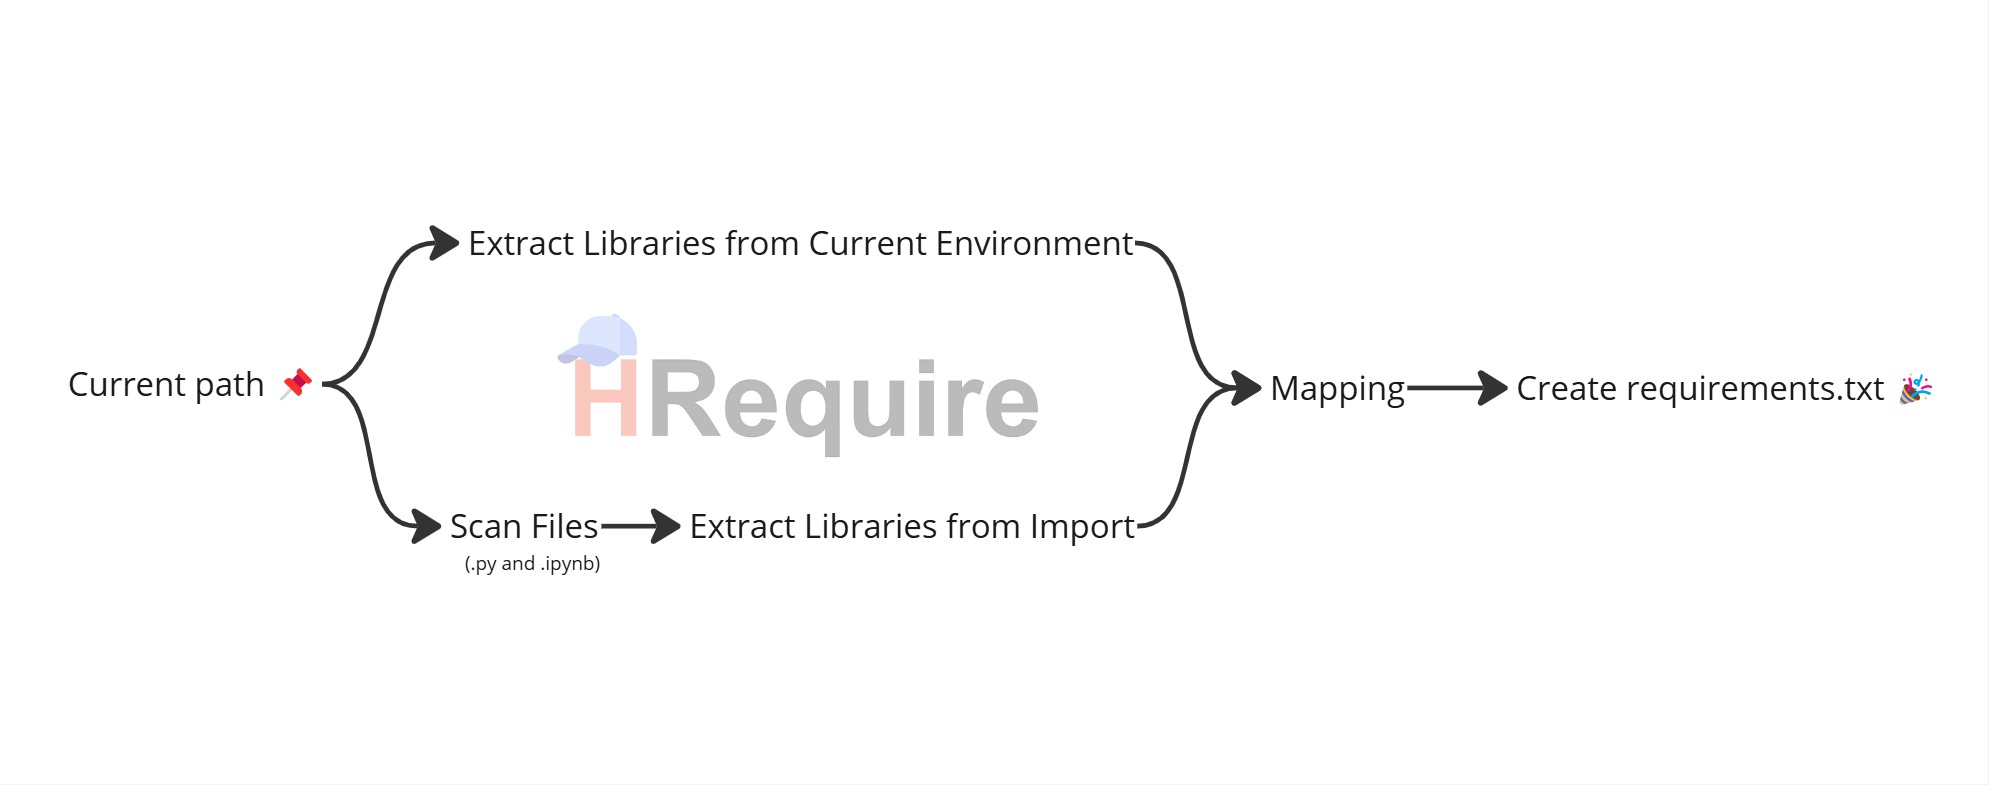 Extract Libraries from Current Environment
HRequire
Current path
Mapping
Create requirements.txt
Scan Files
Extract Libraries from Import
(.py and .ipynb)